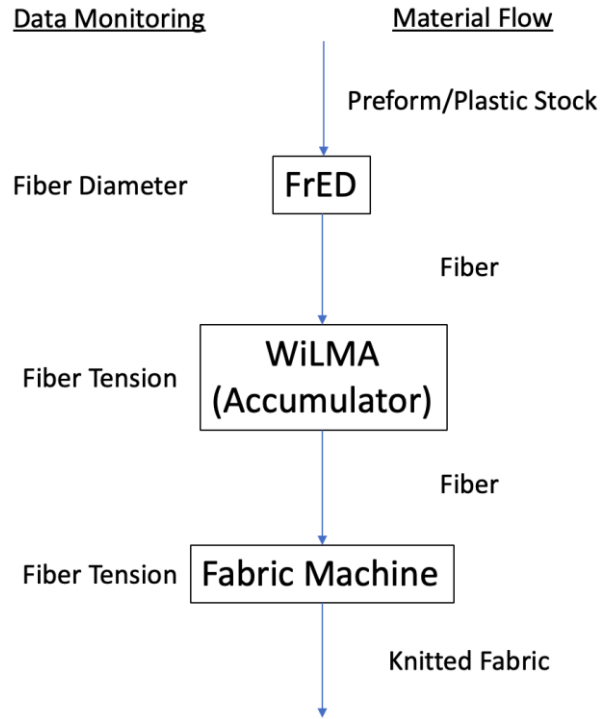 Data Monitoring
Material Flow
Preform/Plastic Stock
Fiber Diameter
FrED
Fiber
Fiber Tension
WiLMA
(Accumulator)
Fiber
Fiber Tension
Fabric Machine
Knitted Fabric